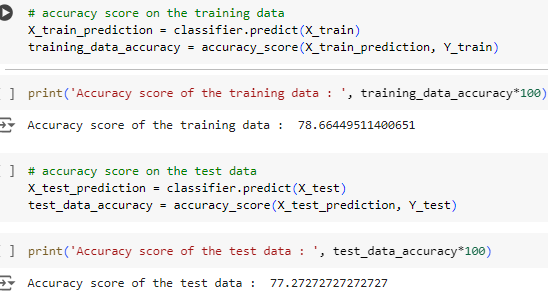 # accuracy score on the training data
X_train_prediction = classifier.predict(X_train)
training_data_accuracy = accuracy_score(X_train_prediction, Y_train)
[ ] print('Accuracy score of the training data : ', training_data_accuracy*100)
Accuracy score of the training data :  78.66449511400651
[ ] # accuracy score on the test data
X_test_prediction = classifier.predict(X_test)
test_data_accuracy = accuracy_score(X_test_prediction, Y_test)
[ ] print('Accuracy score of the test data : ', test_data_accuracy*100)
Accuracy score of the test data :  77.27272727272727